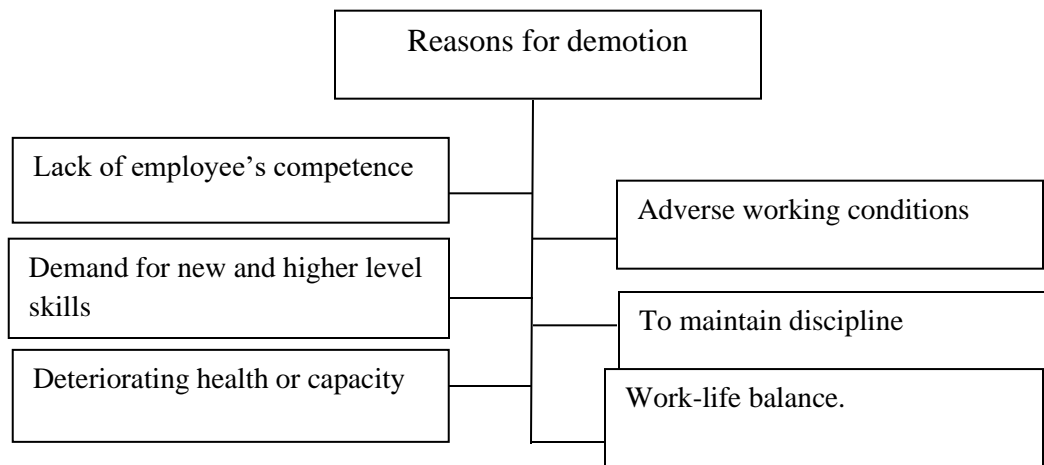 Reasons for demotion
Lack of employee’s competence
Adverse working conditions
Demand for new and higher level
skills
To maintain discipline
Deteriorating health or capacity
Work-life balance.